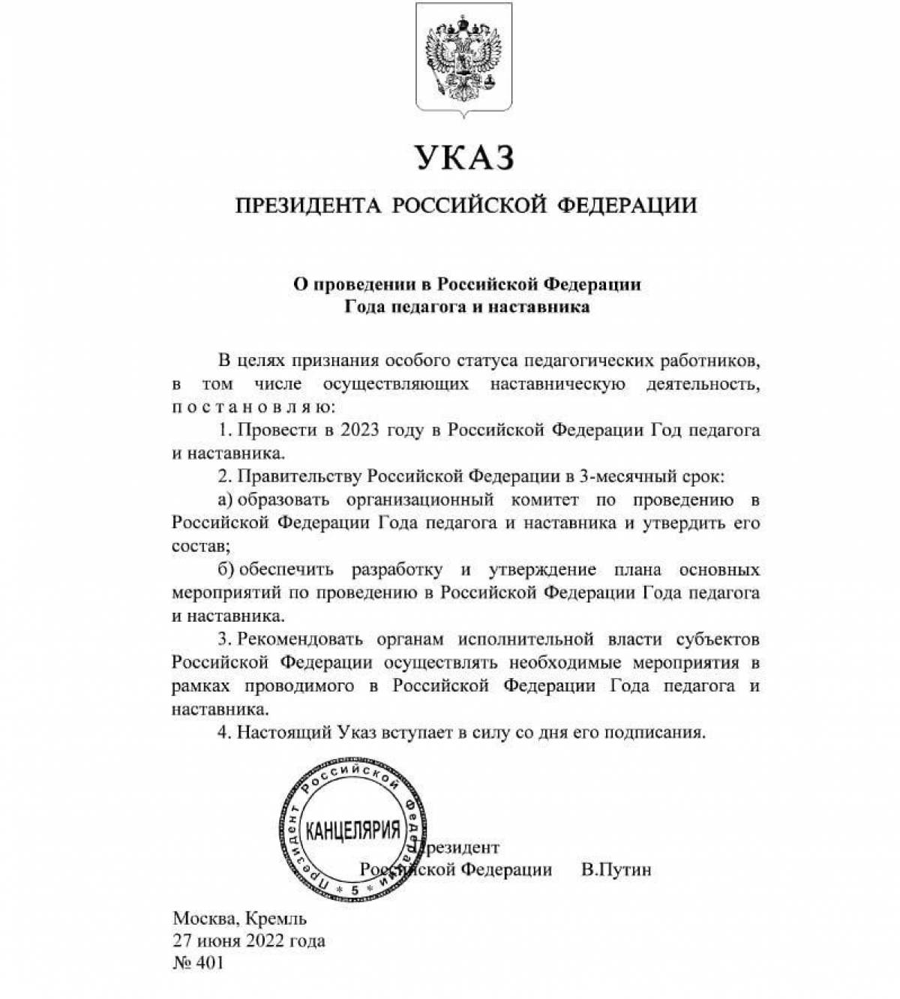 УКАЗ
ПРЕЗИДЕНТА РОССИЙСКОЙ ФЕДЕРАЦИИ
О проведении в Российской Федерации
Года педагога и наставника
В целях признания особого статуса педагогических работников,
в том числе осуществляющих наставническую деятельность,
п о с т а н о в л я ю:
1. Провести в 2023 году в Российской Федерации Год педагога
и наставника.
2. Правительству Российской Федерации в 3-месячный срок:
а) образовать организационный комитет по проведению в
Российской Федерации Года педагога и наставника и утвердить его
состав;
б) обеспечить разработку и утверждение плана основных
мероприятий по проведению в Российской Федерации Года педагога
и наставника.
3. Рекомендовать органам исполнительной власти субъектов
Российской Федерации осуществлять необходимые мероприятия в
рамках проводимого в Российской Федерации Года педагога и
наставника.
4. Настоящий Указ вступает в силу со дня его подписания.
Президент Российской Федерации
КАНЦЕЛЯРИЯ
* 5 *
Президент
Российской Федерации В.Путин
Москва, Кремль
27 июня 2022 года
№ 401